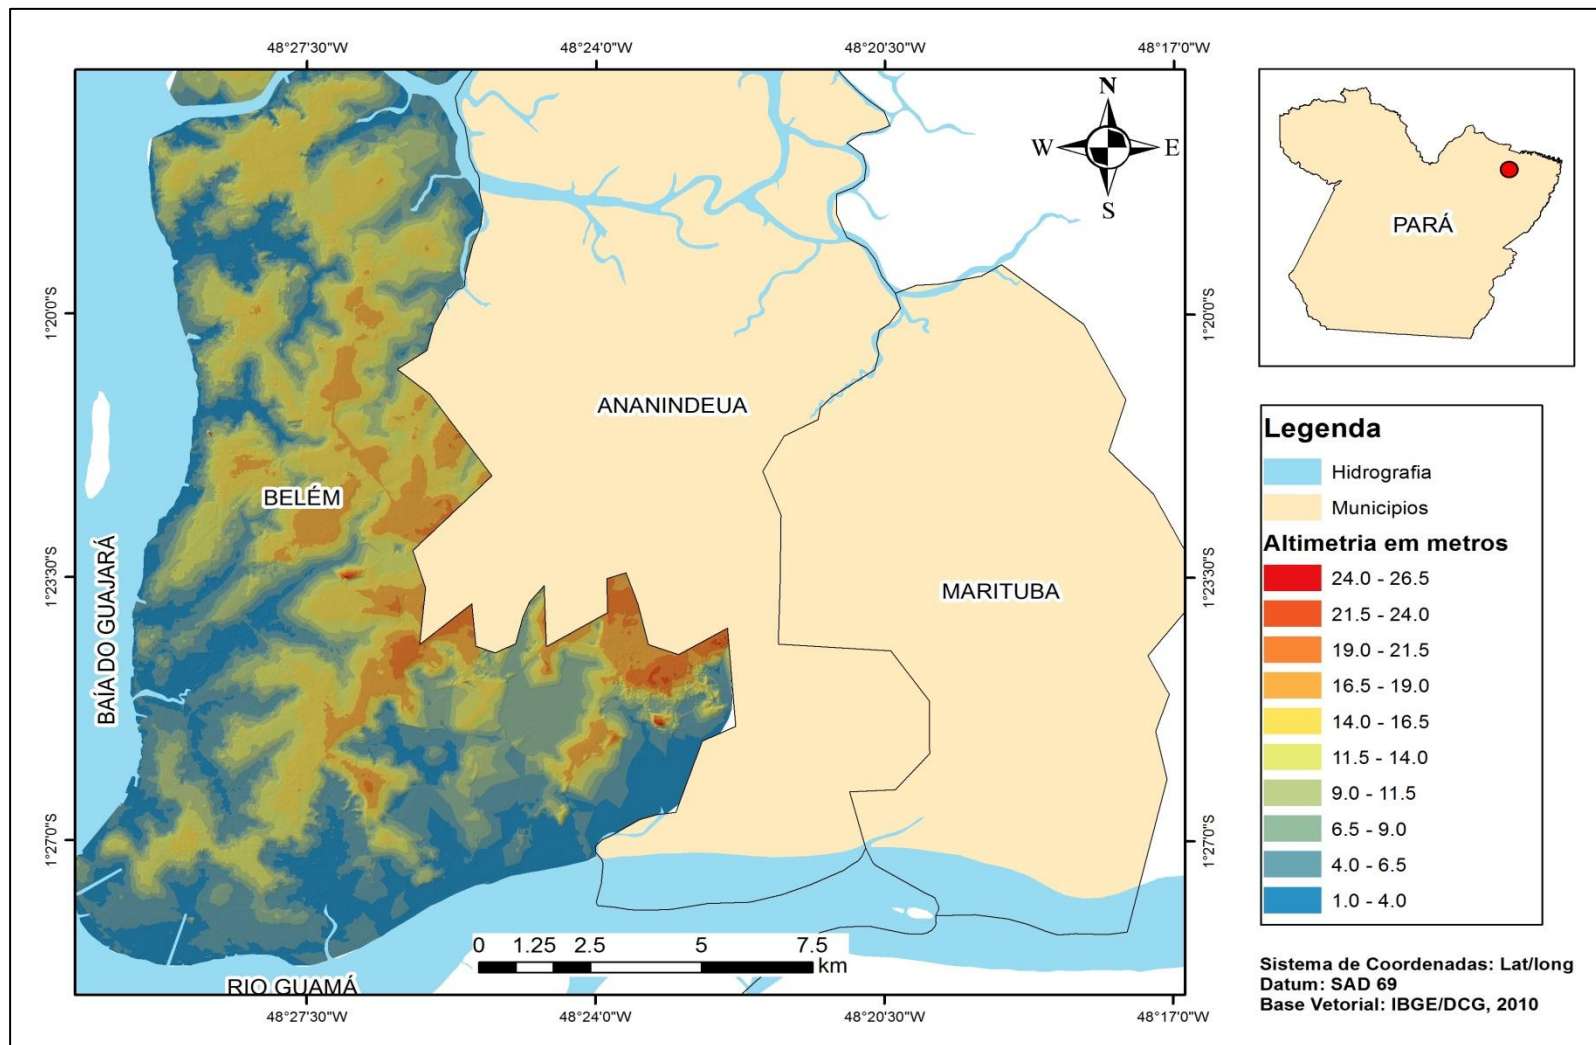 48°27'30"W
48°24'0"W
48°20'30"W
48°17'0"W
N
W
E
S
PARÁ
1°20'0"S
1°20'0"S
ANANINDEUA
BELÉM
BAÍA DO GUAJARÁ
1°23'30"S
1°23'30"S
MARITUBA
1°27'0"S
1°27'0"S
0 1.25 2.5 5 7.5
km
RIO GUAMÁ
48°27'30"W
48°24'0"W
48°20'30"W
48°17'0"W
Legenda
Hidrografia
Municipios
Altimetria em metros
24.0 - 26.5
21.5 - 24.0
19.0 - 21.5
16.5 - 19.0
14.0 - 16.5
11.5 - 14.0
9.0 - 11.5
6.5 - 9.0
4.0 - 6.5
1.0 - 4.0
Sistema de Coordenadas: Lat/long
Datum: SAD 69
Base Vetorial: IBGE/DCG, 2010